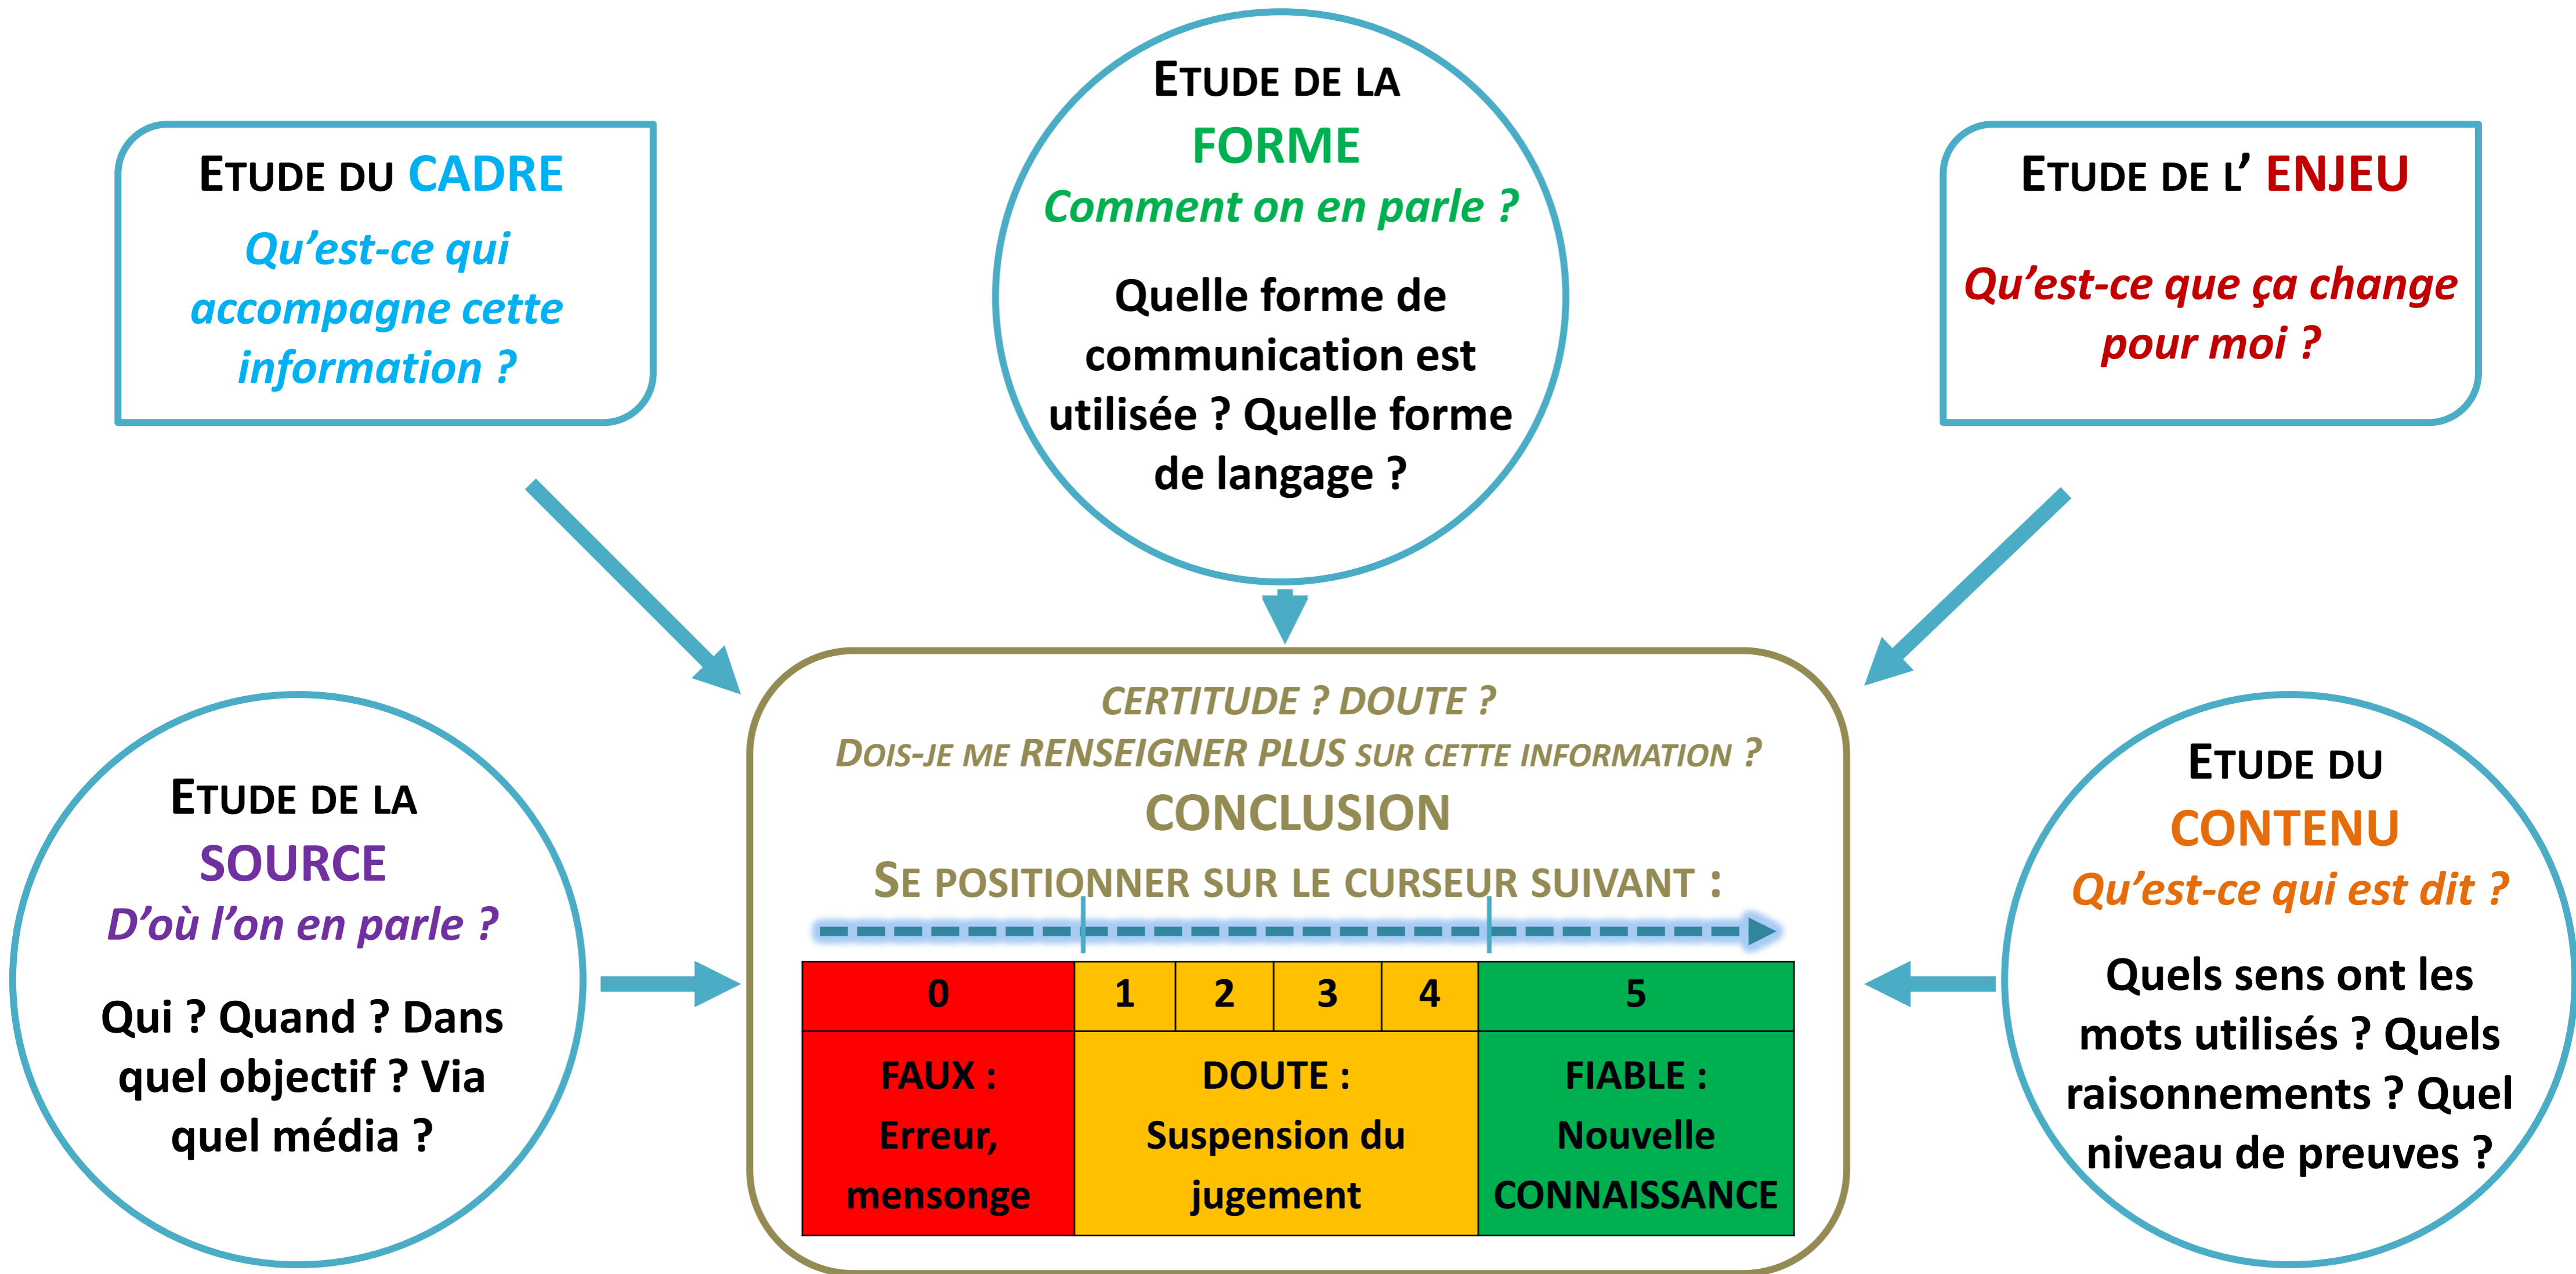 ETUDE DU CADRE
Qu’est-ce qui
accompagne cette
information ?
ETUDE DE LA
FORME
Comment on en parle ?
Quelle forme de
communication est
utilisée ? Quelle forme
de langage ?
ETUDE DE L’ ENJEU
Qu’est-ce que ça change
pour moi ?
ETUDE DE LA
SOURCE
D’où l’on en parle ?
Qui ? Quand ? Dans
quel objectif ? Via
quel média ?
CERTITUDE ? DOUTE ?
DOIS-JE ME RENSEIGNER PLUS SUR CETTE INFORMATION ?
CONCLUSION
SE POSITIONNER SUR LE CURSEUR SUIVANT :
0 1 2 3 4 5
FAUX :
Erreur,
mensonge
DOUTE :
Suspension du
jugement
FIABLE :
Nouvelle
CONNAISSANCE
ETUDE DU
CONTENU
Qu’est-ce qui est dit ?
Quels sens ont les
mots utilisés ? Quels
raisonnements ? Quel
niveau de preuves ?